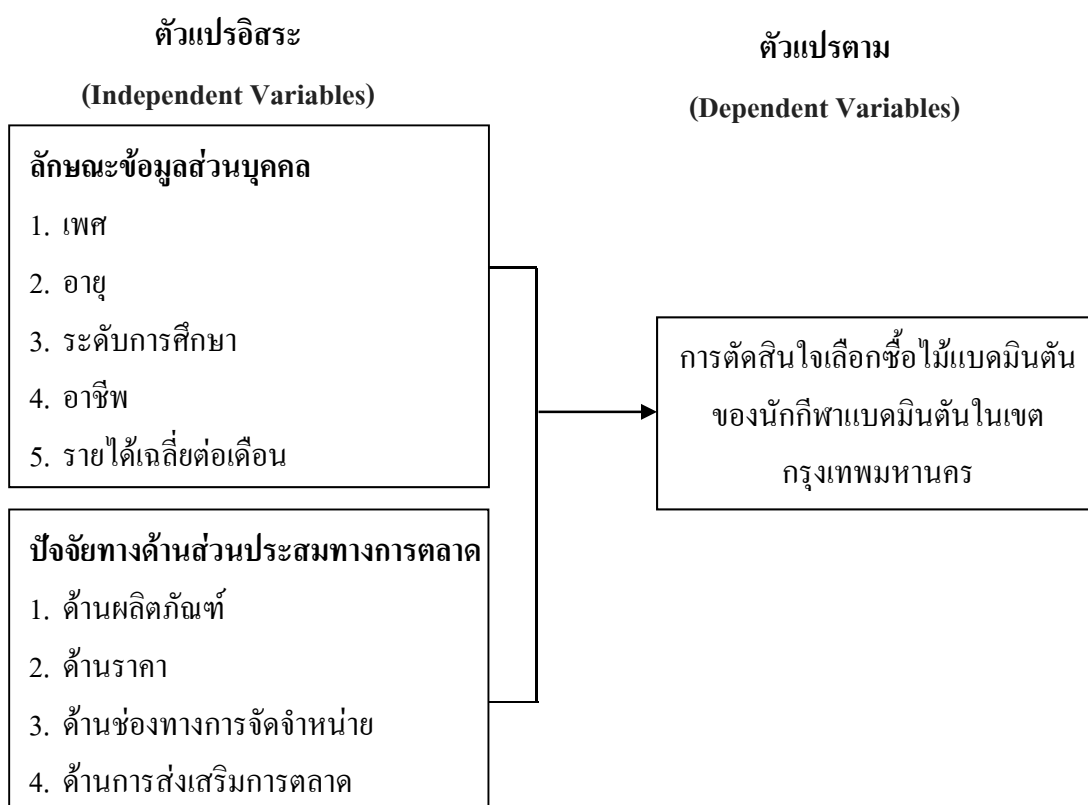 ตัวแปรอิสระ
(Independent Variables)
ตัวแปรตาม
(Dependent Variables)
ลักษณะข้อมูลส่วนบุคคล
1. เพศ
2. อายุ
3. ระดับการศึกษา
4. อาชีพ
5. รายได้เฉลี่ยต่อเดือน
ปัจจัยทางด้านส่วนประสมทางการตลาด
1. ด้านผลิตภัณฑ์
2. ด้านราคา
3. ด้านช่องทางการจัดจำหน่าย
4. ด้านการส่งเสริมการตลาด
การตัดสินใจเลือกซื้อไม้แบดมินตัน
ของนักกีฬาแบดมินตันในเขต
กรุงเทพมหานคร